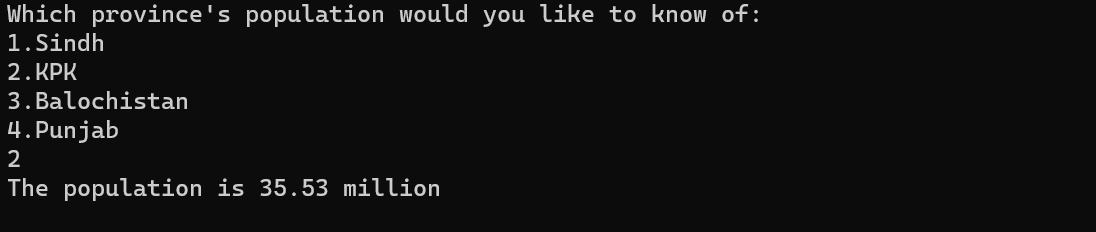 Which province's population would you like to know of:
1.Sindh
2.KPK
3.Balochistan
4.Punjab
2
The population is 35.53 million